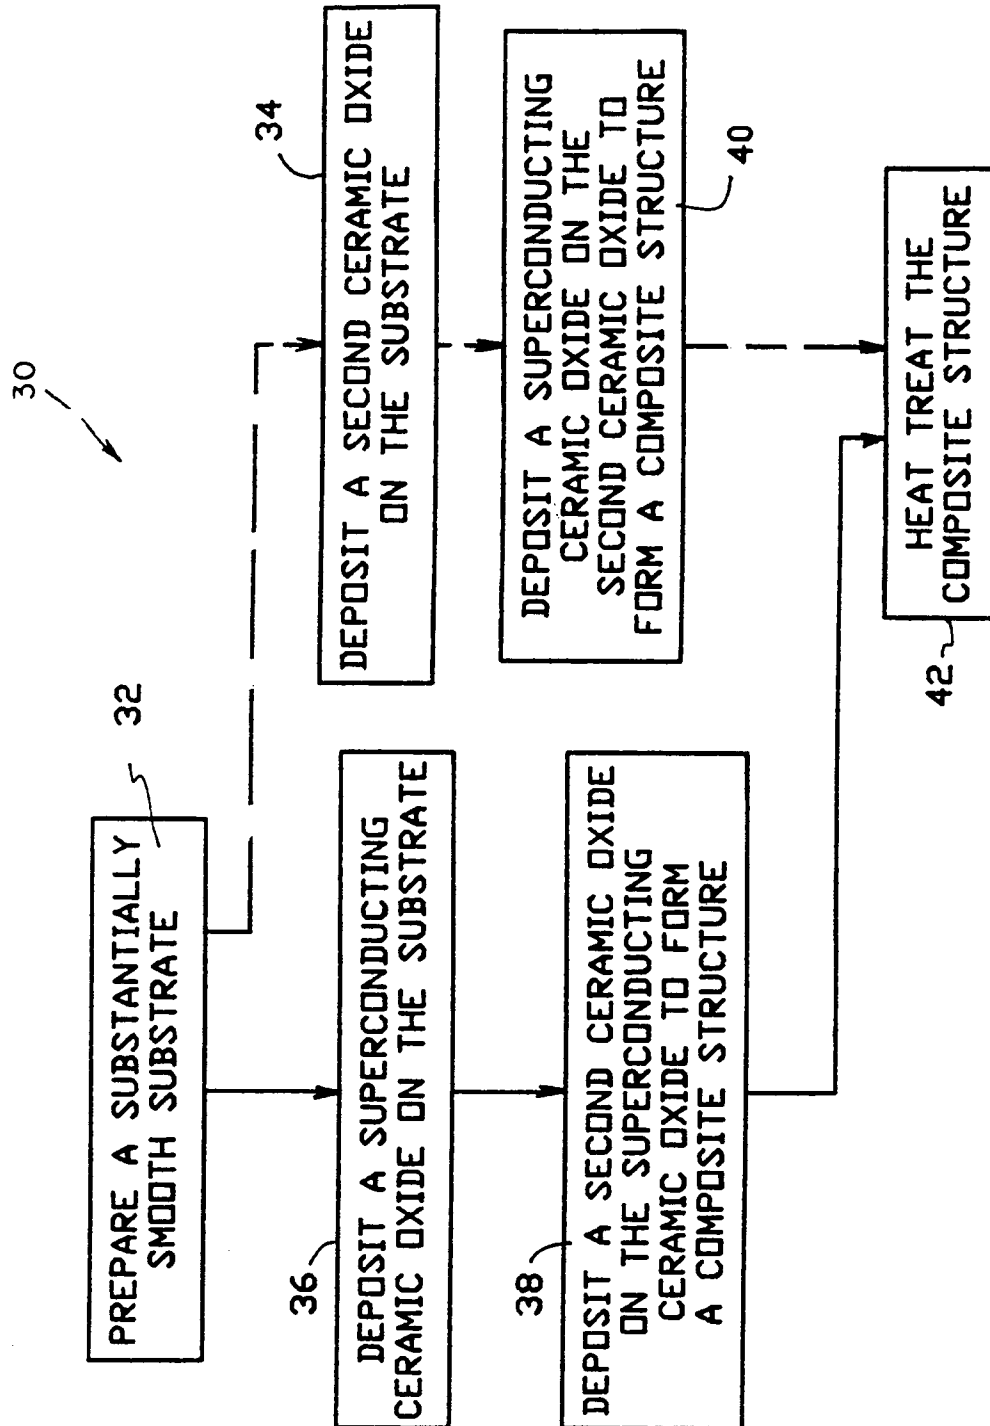 30
PREPARE A SUBSTANTIALLY
SMOOTH SUBSTRATE
32
DEPOSIT A SECOND CERAMIC OXIDE
ON THE SUBSTRATE
34
36
DEPOSIT A SUPERCONDUCTING
CERAMIC OXIDE ON THE SUBSTRATE
DEPOSIT A SUPERCONDUCTING
CERAMIC OXIDE ON THE
SECOND CERAMIC OXIDE TO
FORM A COMPOSITE STRUCTURE
40
38
DEPOSIT A SECOND CERAMIC OXIDE
ON THE SUPERCONDUCTING
CERAMIC OXIDE TO FORM
A COMPOSITE STRUCTURE
HEAT TREAT THE
COMPOSITE STRUCTURE
42